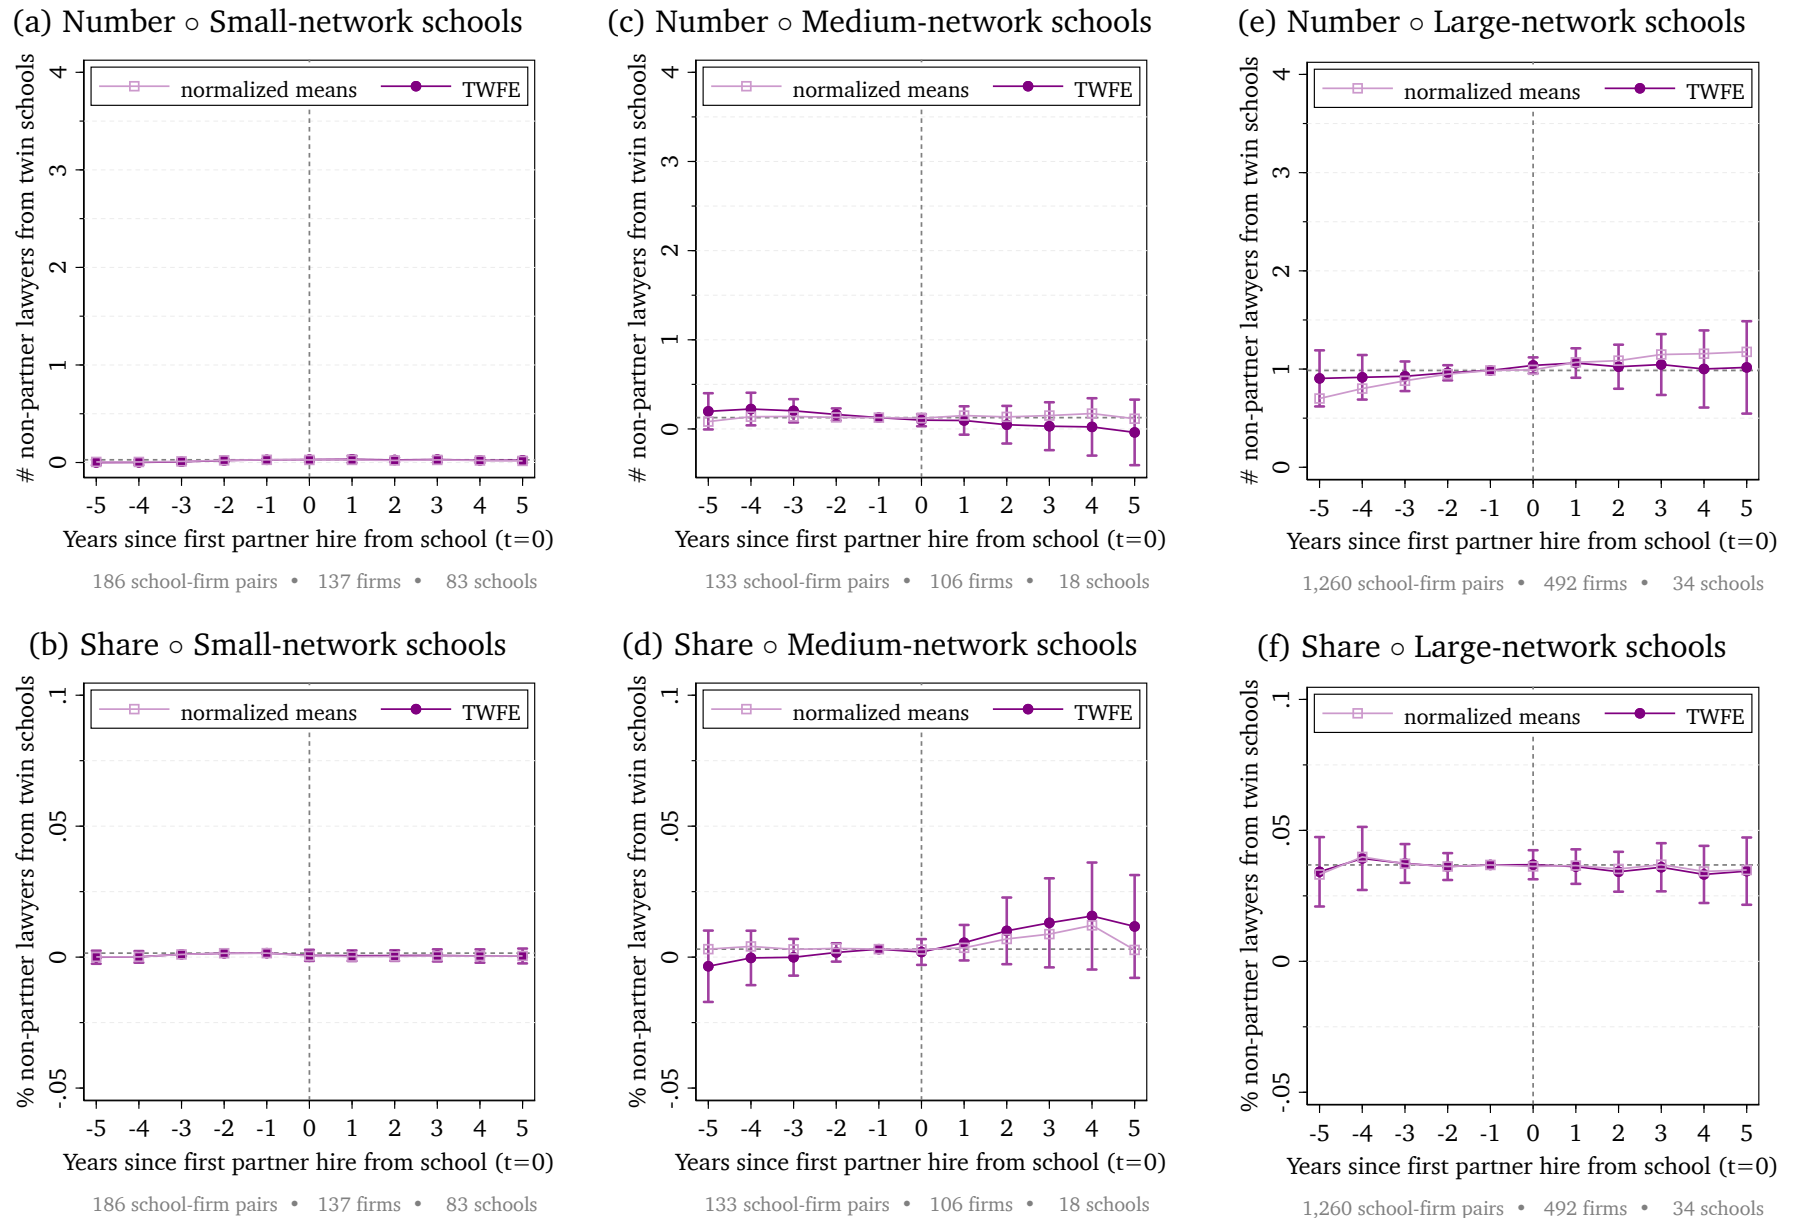 (a) Number ∘ Small-network schools
# non-partner lawyers from twin schools
4
3
2
1
0
normalized means TWFE
-5 -4 -3 -2 -1 0 1 2 3 4 5
Years since first partner hire from school (t=0)
186 school-firm pairs • 137 firms • 83 schools
(c) Number ∘ Medium-network schools
# non-partner lawyers from twin schools
4
3
2
1
0
normalized means TWFE
-5 -4 -3 -2 -1 0 1 2 3 4 5
Years since first partner hire from school (t=0)
133 school-firm pairs • 106 firms • 18 schools
(e) Number ∘ Large-network schools
# non-partner lawyers from twin schools
4
3
2
1
0
normalized means TWFE
-5 -4 -3 -2 -1 0 1 2 3 4 5
Years since first partner hire from school (t=0)
1,260 school-firm pairs • 492 firms • 34 schools
(b) Share ∘ Small-network schools
% non-partner lawyers from twin schools
.1
.05
0
-.05
normalized means TWFE
-5 -4 -3 -2 -1 0 1 2 3 4 5
Years since first partner hire from school (t=0)
186 school-firm pairs • 137 firms • 83 schools
(d) Share ∘ Medium-network schools
% non-partner lawyers from twin schools
.1
.05
0
-.05
normalized means TWFE
-5 -4 -3 -2 -1 0 1 2 3 4 5
Years since first partner hire from school (t=0)
133 school-firm pairs • 106 firms • 18 schools
(f) Share ∘ Large-network schools
% non-partner lawyers from twin schools
.1
.05
0
-.05
normalized means TWFE
-5 -4 -3 -2 -1 0 1 2 3 4 5
Years since first partner hire from school (t=0)
1,260 school-firm pairs • 492 firms • 34 schools